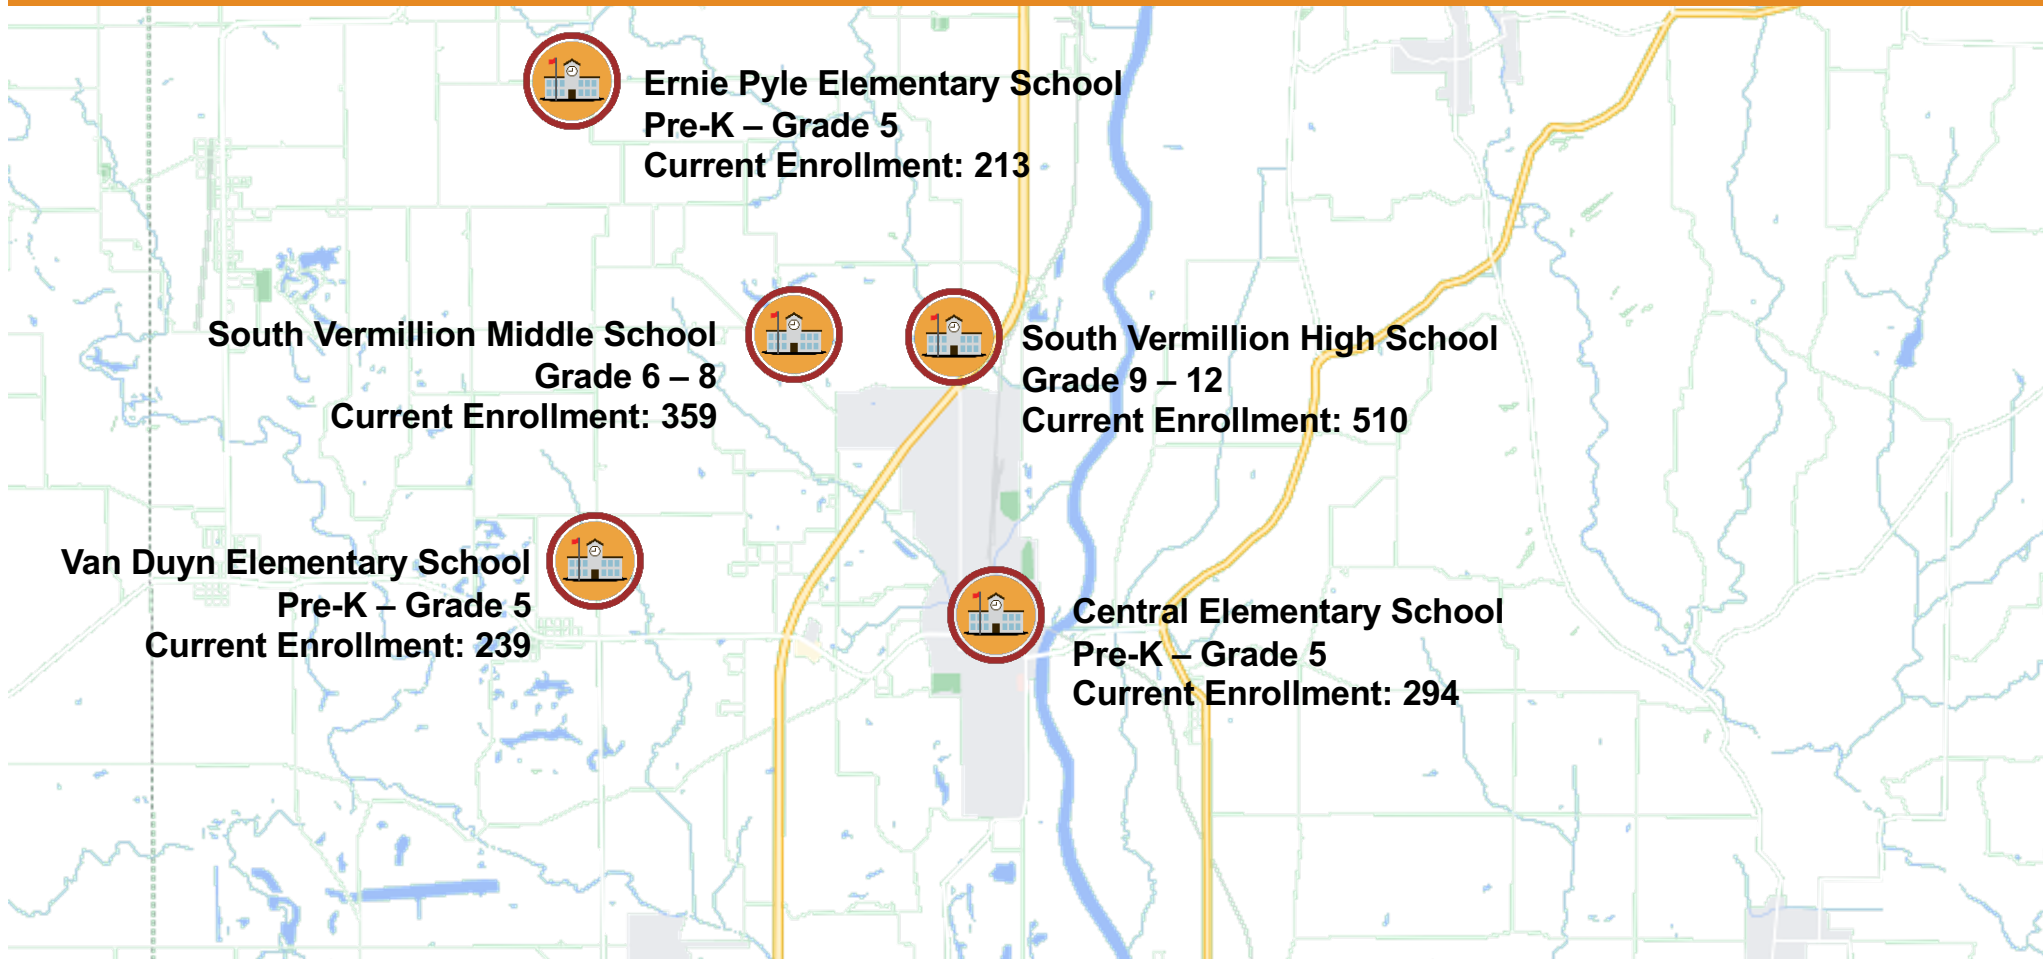 Ernie Pyle Elementary School
Pre-K – Grade 5
Current Enrollment: 213
South Vermillion Middle School
Grade 6 – 8
Current Enrollment: 359
South Vermillion High School
Grade 9 – 12
Current Enrollment: 510
Van Duyn Elementary School
Pre-K – Grade 5
Current Enrollment: 239
Central Elementary School
Pre-K – Grade 5
Current Enrollment: 294